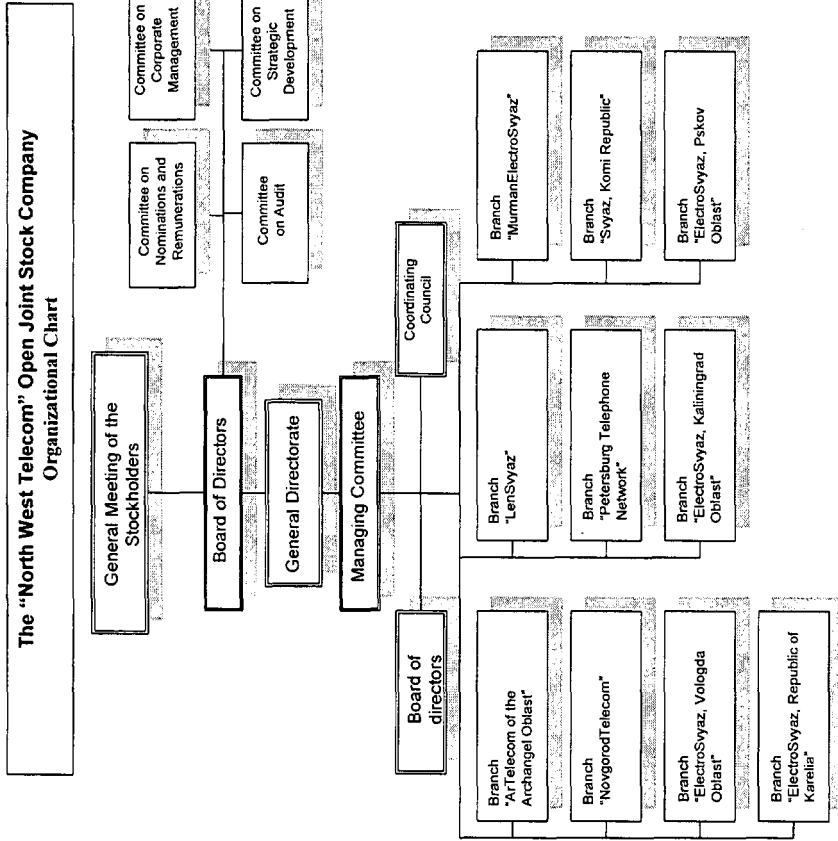 The "North West Telecom" Open Joint Stock Company
Organizational Chart
General Meeting of the
Stockholders
Committee on
Nominations and
Remunerations
Committee on
Corporate
Management
Committee
on Audit
Committee on
Strategic
Development
Board of Directors
General Directorate
Managing Committee
Board of
directors
Coordinating
Council
Branch
"ArTelecom of the
Archangel Oblast"
Branch
"NovgorodTelecom"
Branch
"ElectroSvyaz, Vologda
Oblast"
Branch
"ElectroSvyaz, Republic of
Karelia"
Branch
"LenSvyaz"
Branch
"Petersburg Telephone
Network"
Branch
"ElectroSvyaz, Kaliningrad
Oblast"
Branch
"MurmanElectroSvyaz"
Branch
"Svyaz, Komi Republic"
Branch
"ElectroSvyaz, Pskov
Oblast"